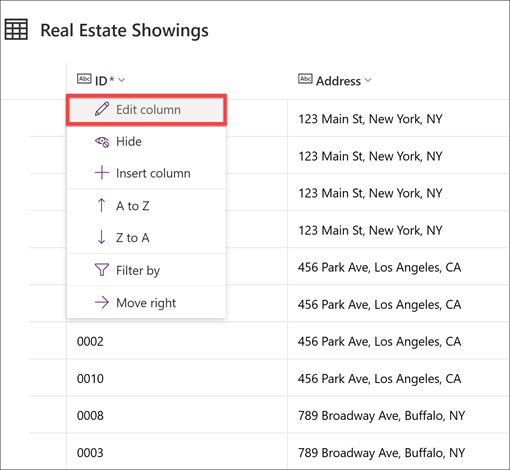 Real Estate Showings
Abc ID* Abc Address
Edit column
123 Main St, New York, NY
Hide
123 Main St, New York, NY
Insert column
123 Main St, New York, NY
A to Z
123 Main St, New York, NY
Z to A
456 Park Ave, Los Angeles, CA
Filter by
456 Park Ave, Los Angeles, CA
Move right
0002 456 Park Ave, Los Angeles, CA
0010 456 Park Ave, Los Angeles, CA
0008 789 Broadway Ave, Buffalo, NY
0003 789 Broadway Ave, Buffalo, NY